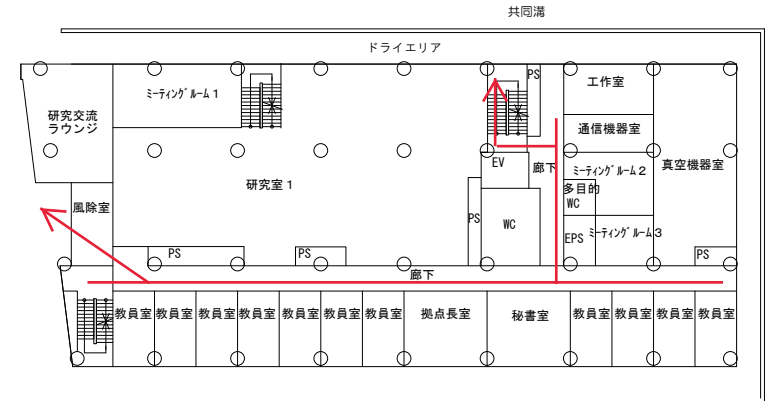 共同溝
ドライエリア
PS
工作室
ミーティングルーム1
研究交流
ラウンジ
通信機器室
EV
廊下
ミーティングルーム2
真空機器室
研究室1
多目的
WC
風除室
PS
WC
EPS
ミーティングルーム3
PS
PS
PS
廊下
教員室
教員室
教員室
教員室
教員室
教員室
教員室
拠点長室
秘書室
教員室
教員室
教員室
教員室